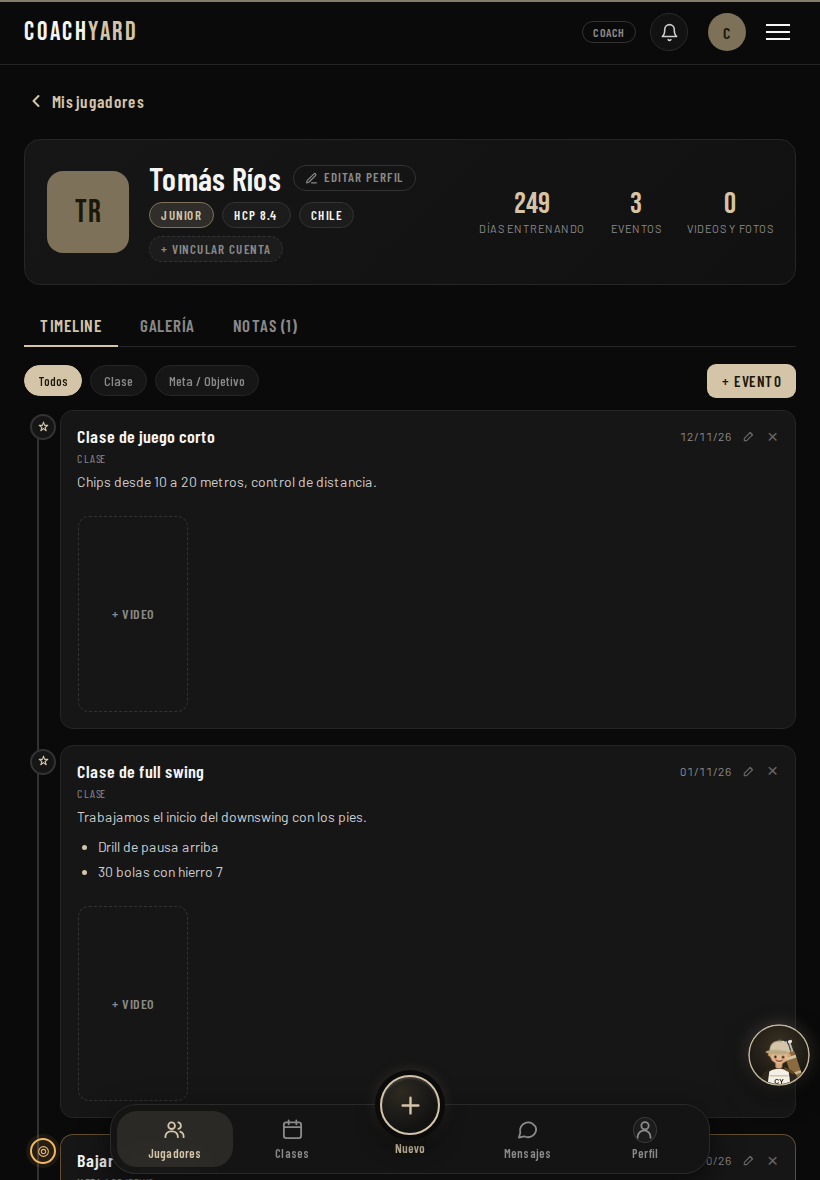 COACHYARD
COACH
C
Mis jugadores
TR
Tomás Ríos
EDITAR PERFIL
JUNIOR
HCP 8.4
CHILE
+ VINCULAR CUENTA
249
DÍAS ENTRENANDO
3
EVENTOS
0
VIDEOS Y FOTOS
TIMELINE
GALERÍA
NOTAS (1)
Todos
Clase
Meta / Objetivo
+ EVENTO
Clase de juego corto
12/11/26
CLASE
Chips desde 10 a 20 metros, control de distancia.
+ VIDEO
Clase de full swing
01/11/26
CLASE
Trabajamos el inicio del downswing con los pies.
Drill de pausa arriba
30 bolas con hierro 7
+ VIDEO
CY
Bajar
0/26
Jugadores
Clases
Nuevo
Mensajes
Perfil